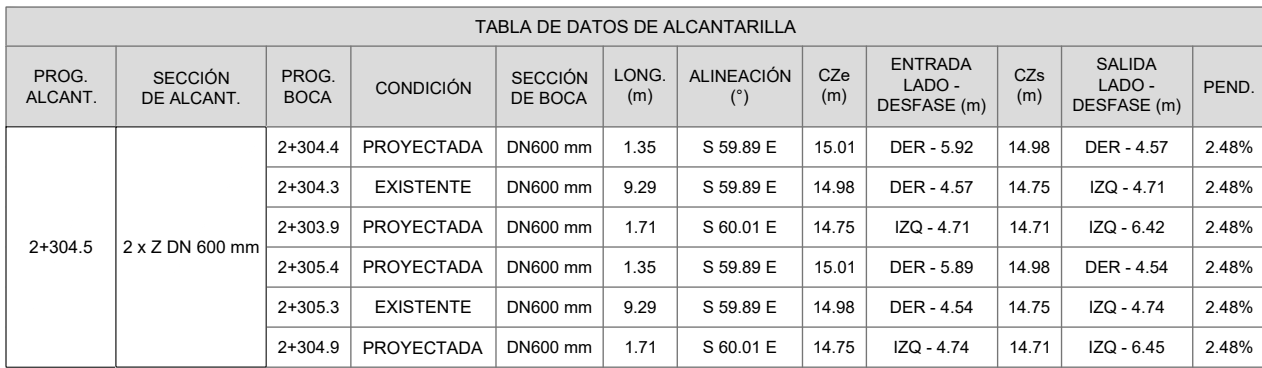 TABLA DE DATOS DE ALCANTARILLA
PROG. ALCANT. SECCIÓN DE ALCANT. PROG. BOCA CONDICIÓN SECCIÓN DE BOCA LONG. (m) ALINEACIÓN (°) CZe (m) ENTRADA LADO - DESFASE (m) CZs (m) SALIDA LADO - DESFASE (m) PEND.
2+304.5 2 x Z DN 600 mm
2+304.4 PROYECTADA DN600 mm 1.35 S 59.89 E 15.01 DER - 5.92 14.98 DER - 4.57 2.48%
2+304.3 EXISTENTE DN600 mm 9.29 S 59.89 E 14.98 DER - 4.57 14.75 IZQ - 4.71 2.48%
2+303.9 PROYECTADA DN600 mm 1.71 S 60.01 E 14.75 IZQ - 4.71 14.71 IZQ - 6.42 2.48%
2+305.4 PROYECTADA DN600 mm 1.35 S 59.89 E 15.01 DER - 5.89 14.98 DER - 4.54 2.48%
2+305.3 EXISTENTE DN600 mm 9.29 S 59.89 E 14.98 DER - 4.54 14.75 IZQ - 4.74 2.48%
2+304.9 PROYECTADA DN600 mm 1.71 S 60.01 E 14.75 IZQ - 4.74 14.71 IZQ - 6.45 2.48%